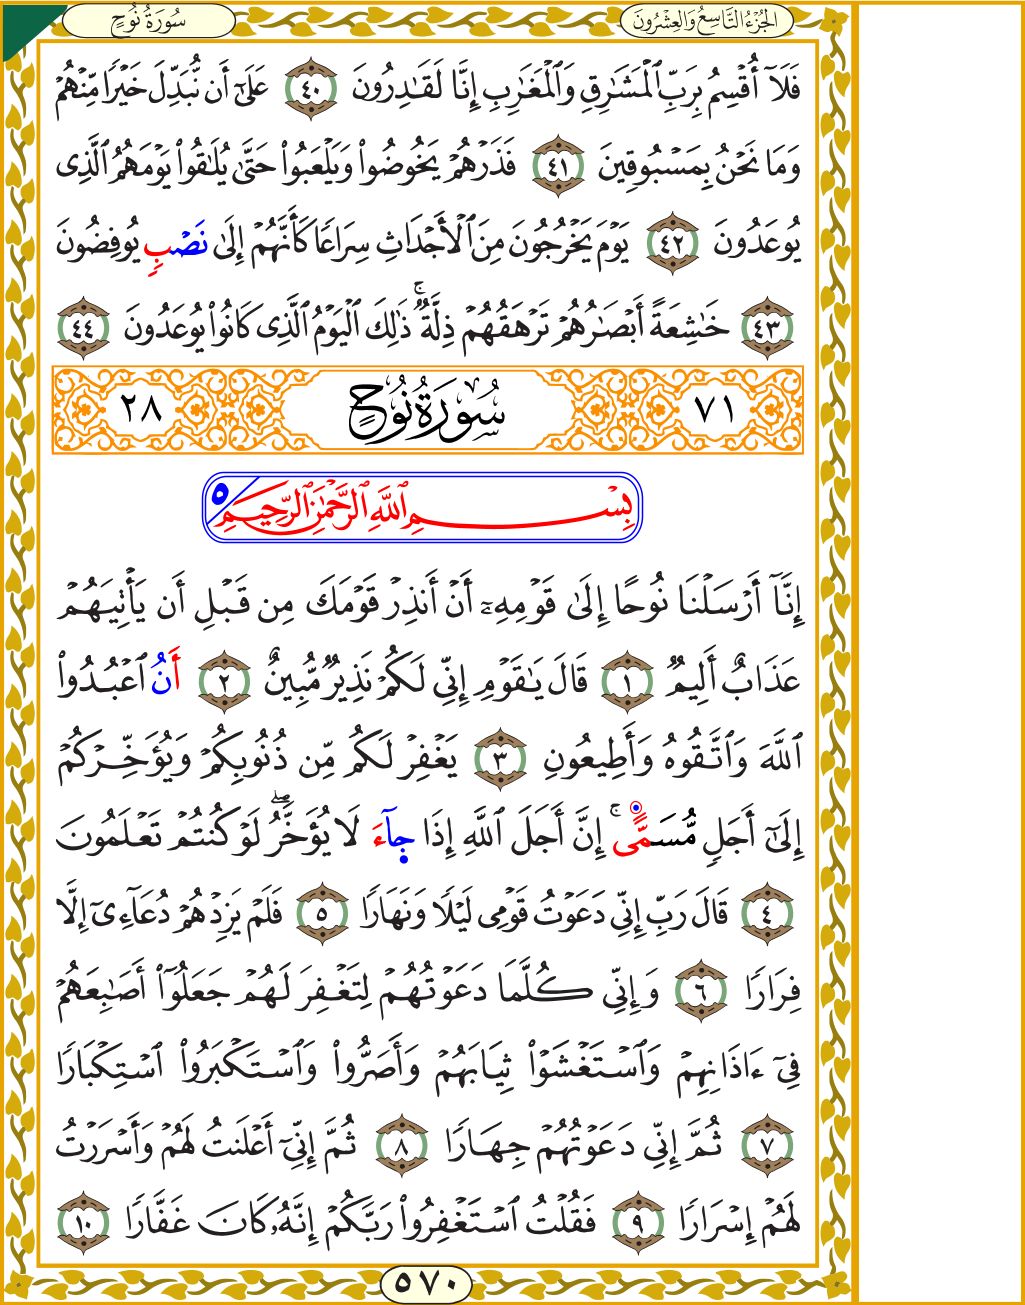 الجُزْءُ التَّاسِعُ وَالعِشْرُونَ
سُورَةُ نُوحٍ
فَلَآ أُقْسِمُ بِرَبِّ ٱلْمَشَٰرِقِ وَٱلْمَغَٰرِبِ إِنَّا لَقَٰدِرُونَ ٤٠ عَلَىٰٓ أَن نُّبَدِّلَ خَيْرًا مِّنْهُمْ
وَمَا نَحْنُ بِمَسْبُوقِينَ ٤١ فَذَرْهُمْ يَخُوضُوا۟ وَيَلْعَبُوا۟ حَتَّىٰ يُلَٰقُوا۟ يَوْمَهُمُ ٱلَّذِى
يُوعَدُونَ ٤٢ يَوْمَ يَخْرُجُونَ مِنَ ٱلْأَجْدَاثِ سِرَاعًا كَأَنَّهُمْ إِلَىٰ نَصْبٍ يُوفِضُونَ
٤٣ خَٰشِعَةً أَبْصَٰرُهُمْ تَرْهَقُهُمْ ذِلَّةٌ ۚ ذَٰلِكَ ٱلْيَوْمُ ٱلَّذِى كَانُوا۟ يُوعَدُونَ ٤٤
٧١ سُورَةُ نُوحٍ ٢٨
بِسْمِ ٱللَّهِ ٱلرَّحْمَٰنِ ٱلرَّحِيمِ ٥
إِنَّآ أَرْسَلْنَا نُوحًا إِلَىٰ قَوْمِهِۦٓ أَنْ أَنذِرْ قَوْمَكَ مِن قَبْلِ أَن يَأْتِيَهُمْ
عَذَابٌ أَلِيمٌ ١ قَالَ يَٰقَوْمِ إِنِّى لَكُمْ نَذِيرٌ مُّبِينٌ ٢ أَنُ ٱعْبُدُوا۟
ٱللَّهَ وَٱتَّقُوهُ وَأَطِيعُونِ ٣ يَغْفِرْ لَكُم مِّن ذُنُوبِكُمْ وَيُؤَخِّرْكُمْ
إِلَىٰٓ أَجَلٍ مُّسَمًّى ۚ إِنَّ أَجَلَ ٱللَّهِ إِذَا جَآءَ لَا يُؤَخَّرُ ۖ لَوْ كُنتُمْ تَعْلَمُونَ
٤ قَالَ رَبِّ إِنِّى دَعَوْتُ قَوْمِى لَيْلًا وَنَهَارًا ٥ فَلَمْ يَزِدْهُمْ دُعَآءِىٓ إِلَّا
فِرَارًا ٦ وَإِنِّى كُلَّمَا دَعَوْتُهُمْ لِتَغْفِرَ لَهُمْ جَعَلُوٓا۟ أَصَٰبِعَهُمْ
فِىٓ ءَاذَانِهِمْ وَٱسْتَغْشَوْا۟ ثِيَابَهُمْ وَأَصَرُّوا۟ وَٱسْتَكْبَرُوا۟ ٱسْتِكْبَارًا
٧ ثُمَّ إِنِّى دَعَوْتُهُمْ جِهَارًا ٨ ثُمَّ إِنِّىٓ أَعْلَنتُ لَهُمْ وَأَسْرَرْتُ
لَهُمْ إِسْرَارًا ٩ فَقُلْتُ ٱسْتَغْفِرُوا۟ رَبَّكُمْ إِنَّهُۥ كَانَ غَفَّارًا ١٠
٥٧٠